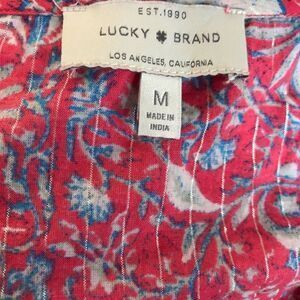 EST. 1990
LUCKY BRAND
LOS ANGELES, CALIFORNIA
M
MADE IN
INDIA